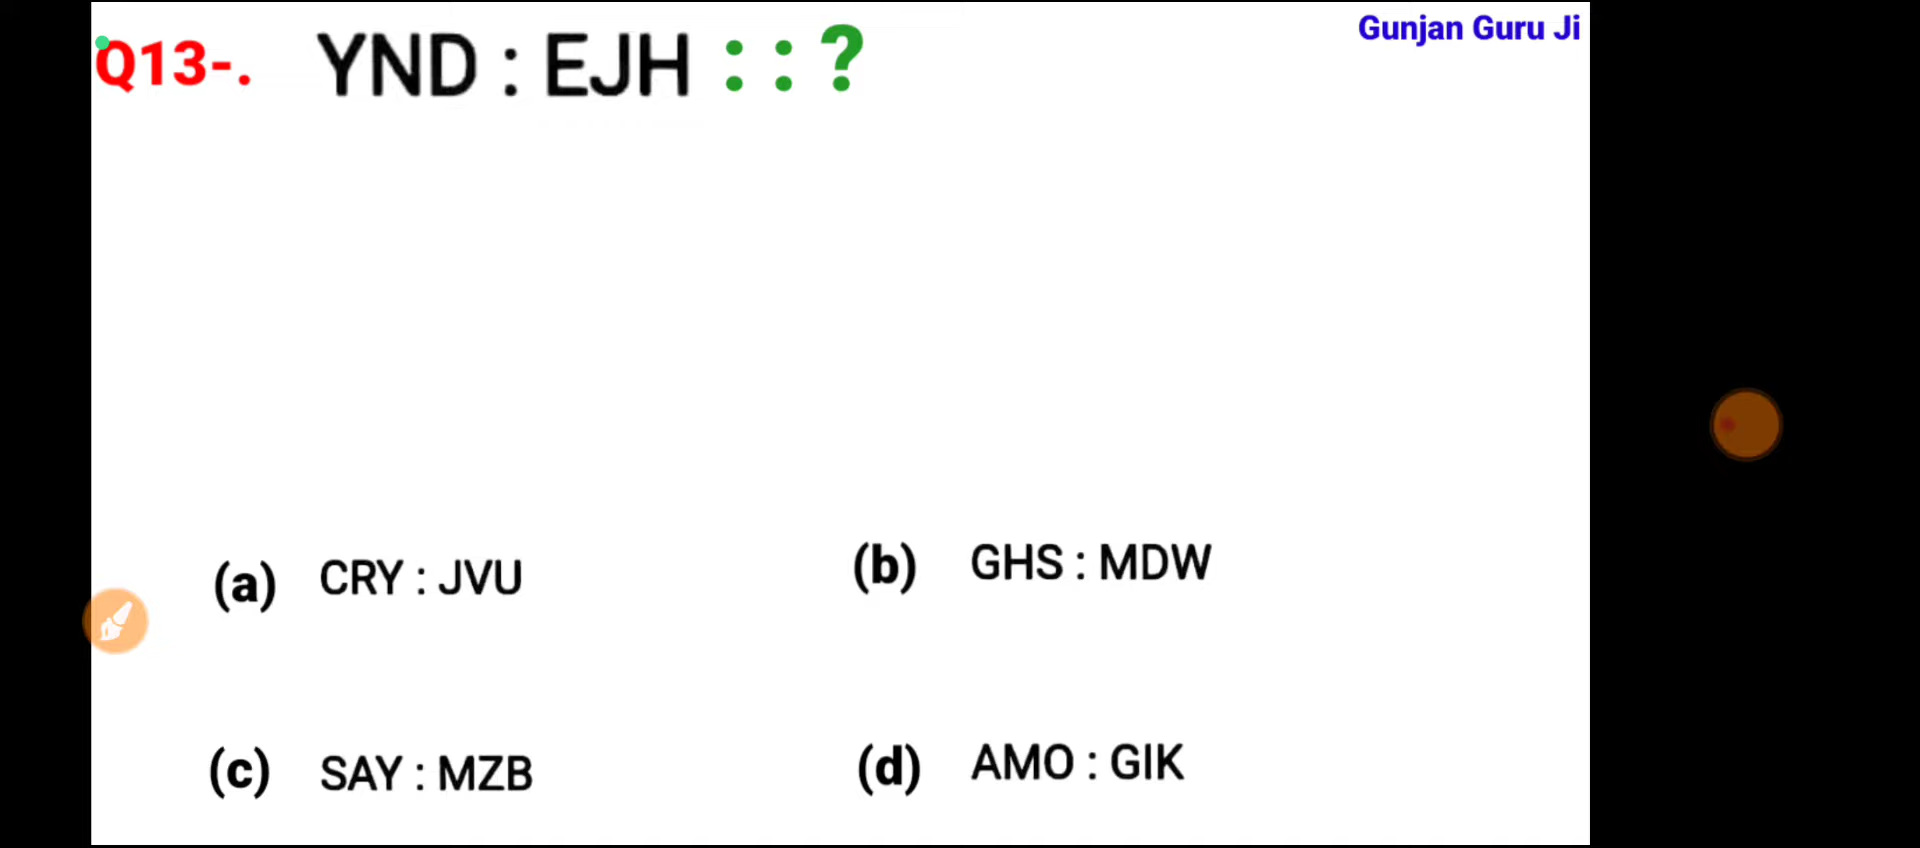 Gunjan Guru Ji
Q13-. YND : EJH : : ?
(a) CRY : JVU
(b) GHS : MDW
(c) SAY : MZB
(d) AMO : GIK